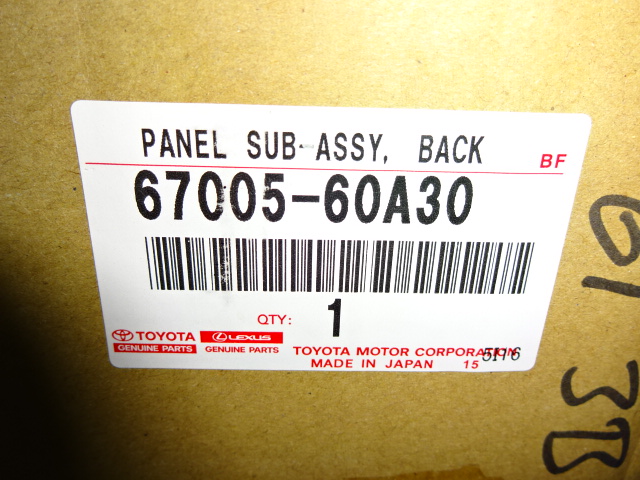 PANEL SUB-ASSY, BACK
BF
67005-60A30
QTY: 1
TOYOTA
GENUINE PARTS
LEXUS
GENUINE PARTS
TOYOTA MOTOR CORPORATION
MADE IN JAPAN 15